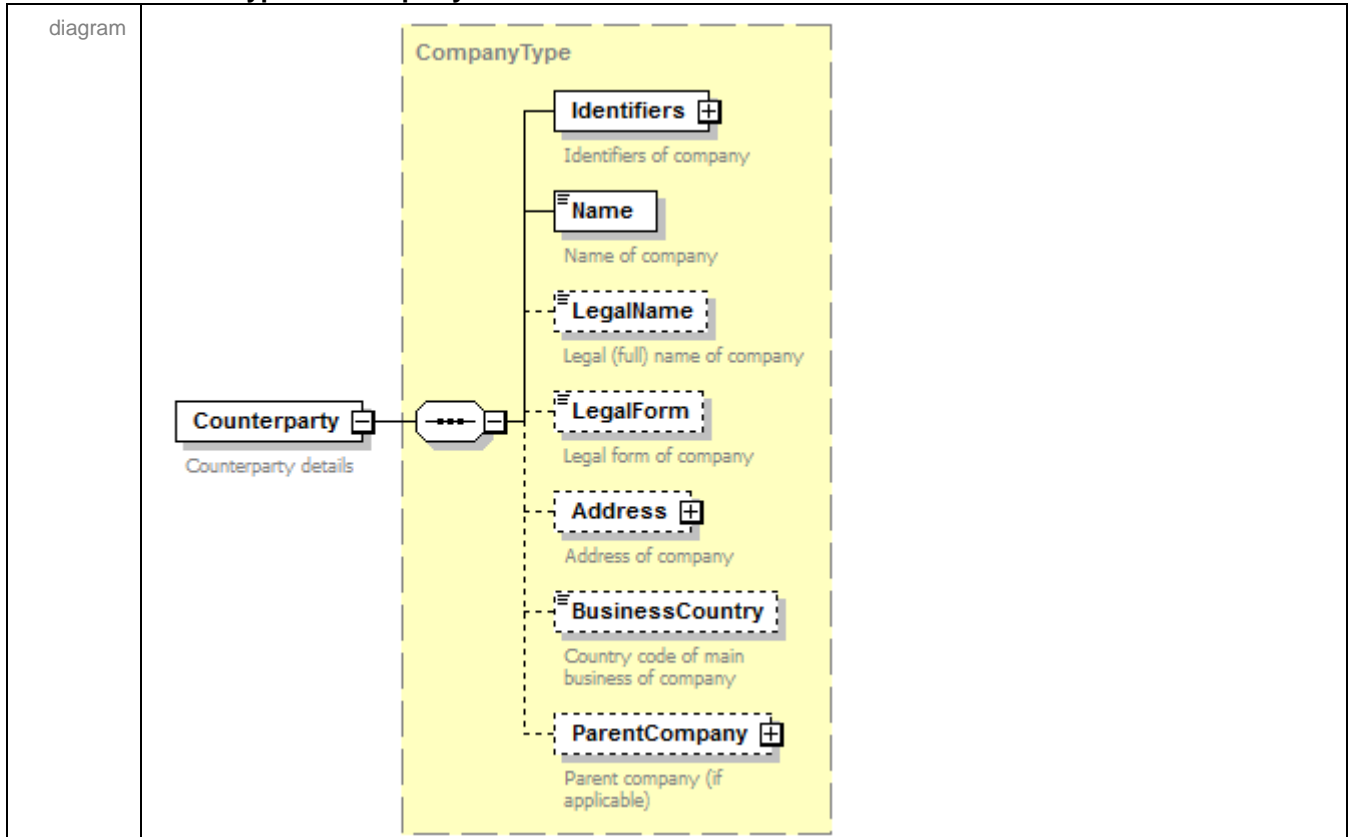 diagram
CompanyType
Identifiers
Identifiers of company
Name
Name of company
LegalName
Legal (full) name of company
LegalForm
Legal form of company
Counterparty
Counterparty details
Address
Address of company
BusinessCountry
Country code of main
business of company
ParentCompany
Parent company (if
applicable)